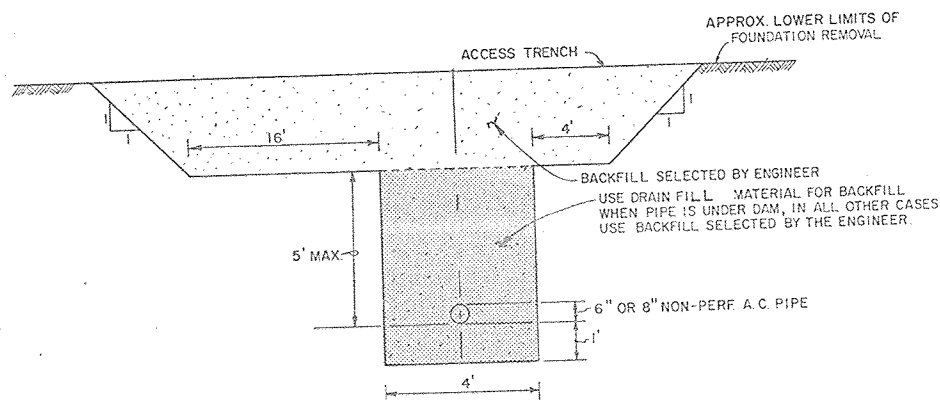 APPROX. LOWER LIMITS OF
FOUNDATION REMOVAL
ACCESS TRENCH
1
1
16'
4'
1
1
BACKFILL SELECTED BY ENGINEER
USE DRAIN FILL MATERIAL FOR BACKFILL
WHEN PIPE IS UNDER DAM, IN ALL OTHER CASES
USE BACKFILL SELECTED BY THE ENGINEER.
5' MAX.
6" OR 8" NON-PERF. A.C. PIPE
1'
4'